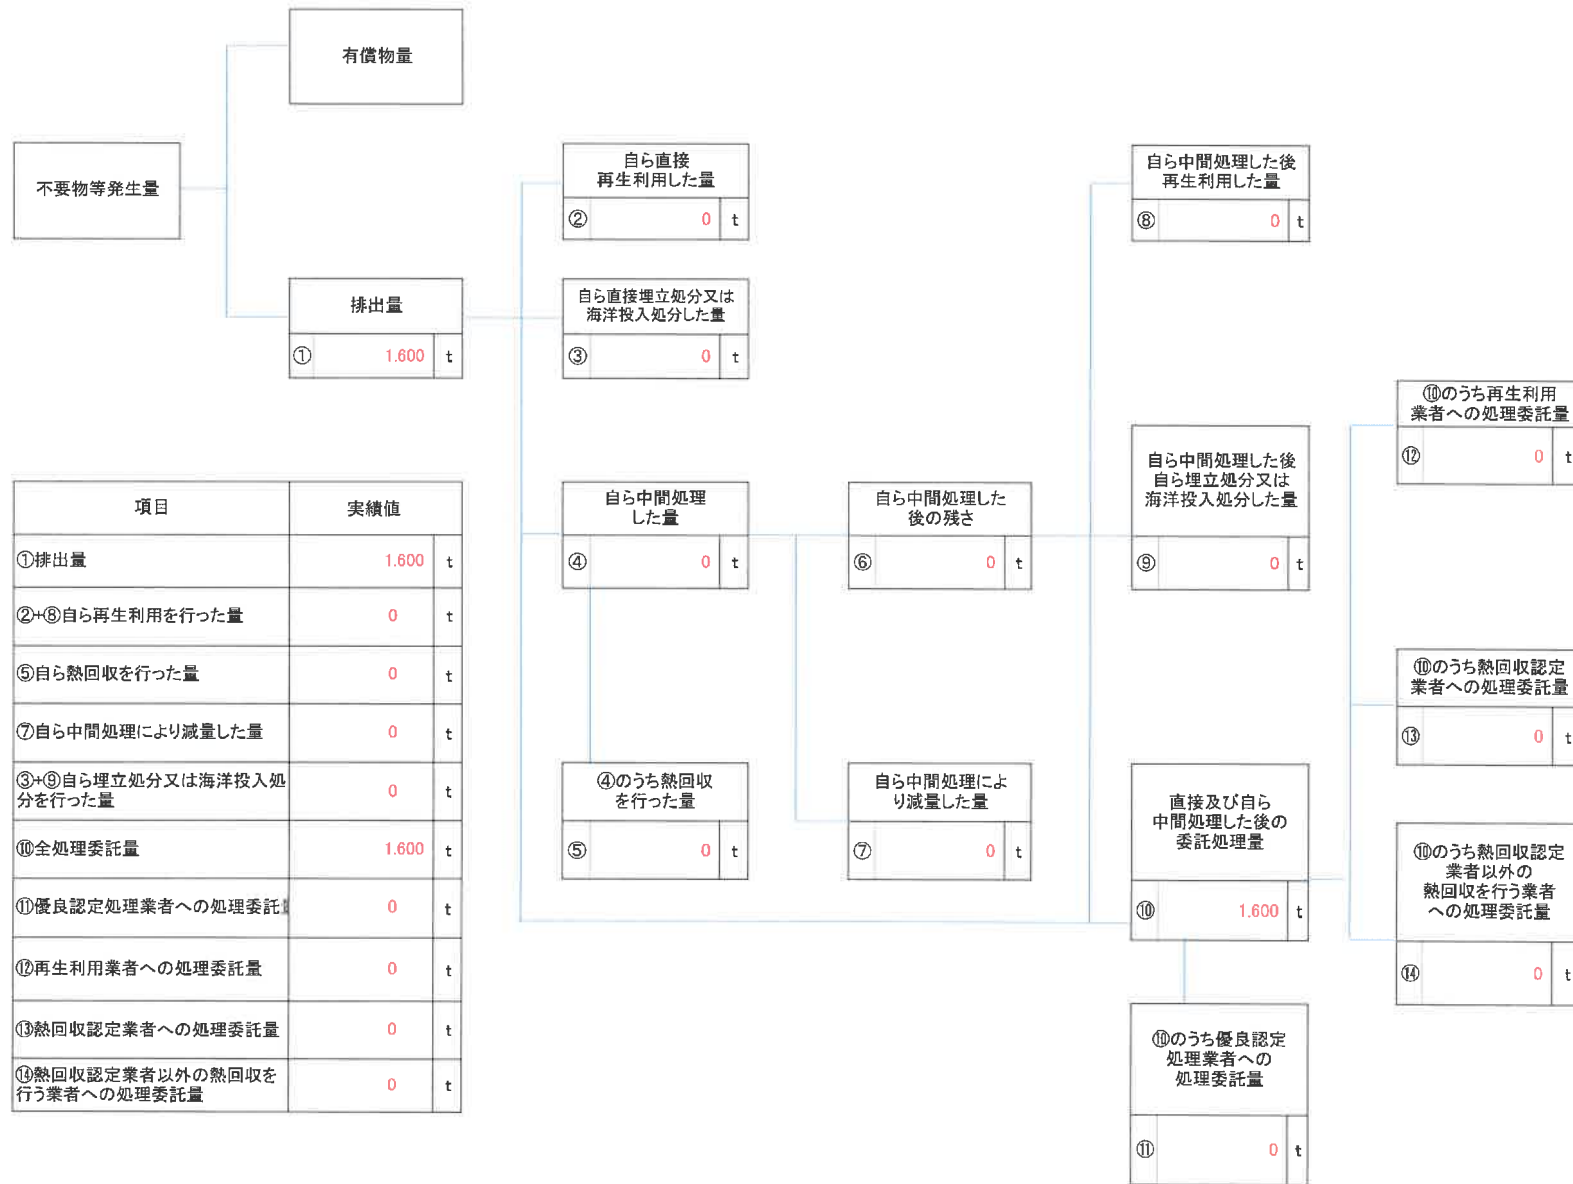 有償物量
不要物等発生量
排出量
① 1.600 t
自ら直接
再生利用した量
② 0 t
自ら直接埋立処分又は
海洋投入処分した量
③ 0 t
自ら中間処理
した量
④ 0 t
④のうち熱回収
を行った量
⑤ 0 t
自ら中間処理した
後の残さ
⑥ 0 t
自ら中間処理によ
り減量した量
⑦ 0 t
自ら中間処理した後
再生利用した量
⑧ 0 t
自ら中間処理した後
自ら埋立処分又は
海洋投入処分した量
⑨ 0 t
直接及び自ら
中間処理した後の
委託処理量
⑩ 1.600 t
⑩のうち優良認定
処理業者への
処理委託量
⑪ 0 t
⑩のうち再生利用
業者への処理委託量
⑫ 0 t
⑩のうち熱回収認定
業者への処理委託量
⑬ 0 t
⑩のうち熱回収認定
業者以外の
熱回収を行う業者
への処理委託量
⑭ 0 t
項目 実績値
①排出量 1.600 t
②+⑧自ら再生利用を行った量 0 t
⑤自ら熱回収を行った量 0 t
⑦自ら中間処理により減量した量 0 t
③+⑨自ら埋立処分又は海洋投入処
分を行った量 0 t
⑩全処理委託量 1.600 t
⑪優良認定処理業者への処理委託 0 t
⑫再生利用業者への処理委託量 0 t
⑬熱回収認定業者への処理委託量 0 t
⑭熱回収認定業者以外の熱回収を
行う業者への処理委託量 0 t